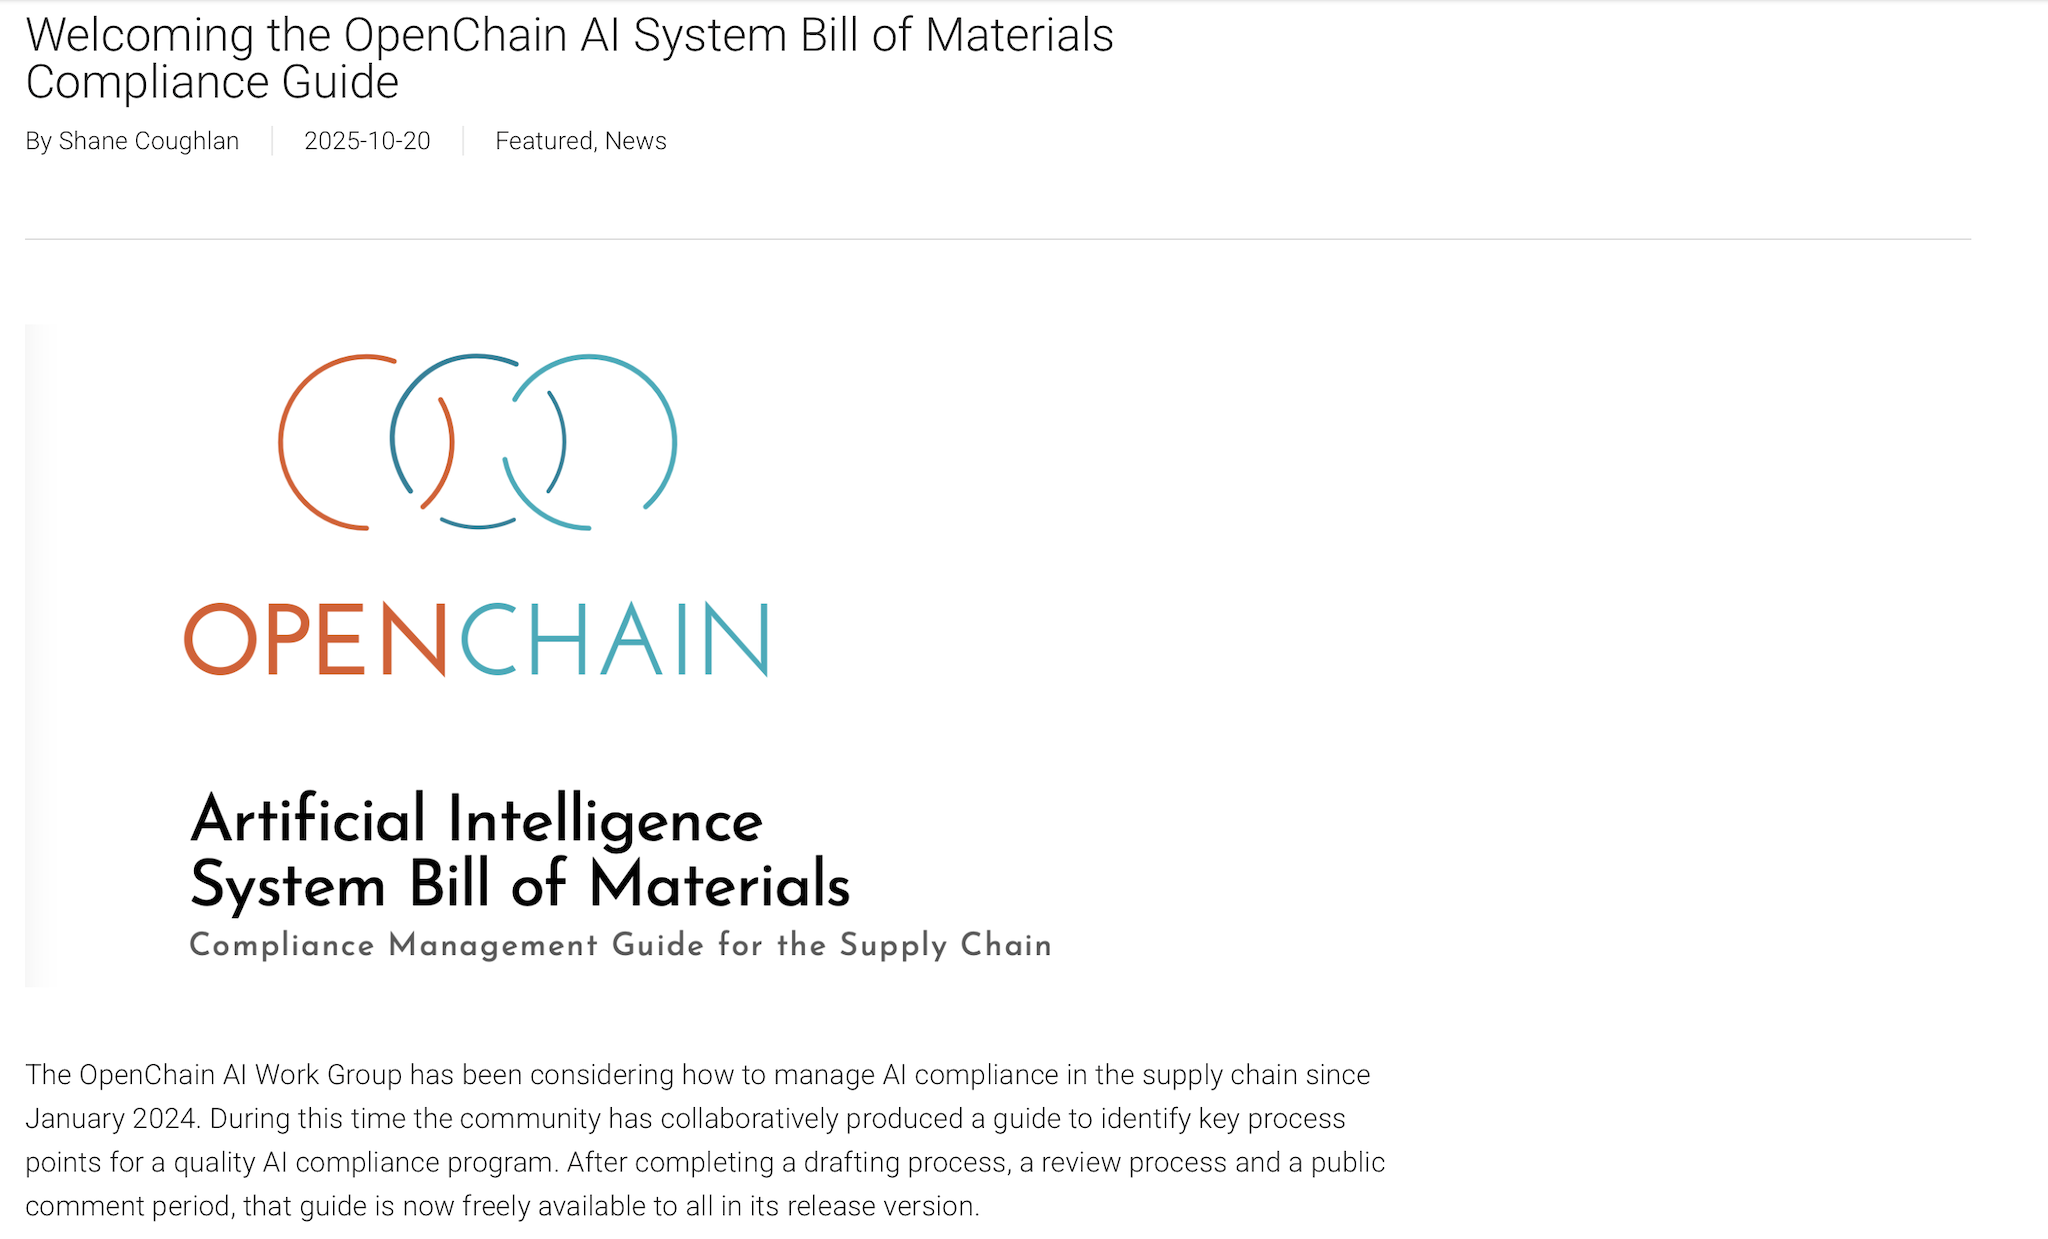 Welcoming the OpenChain AI System Bill of Materials
Compliance Guide
By Shane Coughlan
2025-10-20
Featured, News
OPENCHAIN
Artificial Intelligence
System Bill of Materials
Compliance Management Guide for the Supply Chain
The OpenChain AI Work Group has been considering how to manage AI compliance in the supply chain since
January 2024. During this time the community has collaboratively produced a guide to identify key process
points for a quality AI compliance program. After completing a drafting process, a review process and a public
comment period, that guide is now freely available to all in its release version.